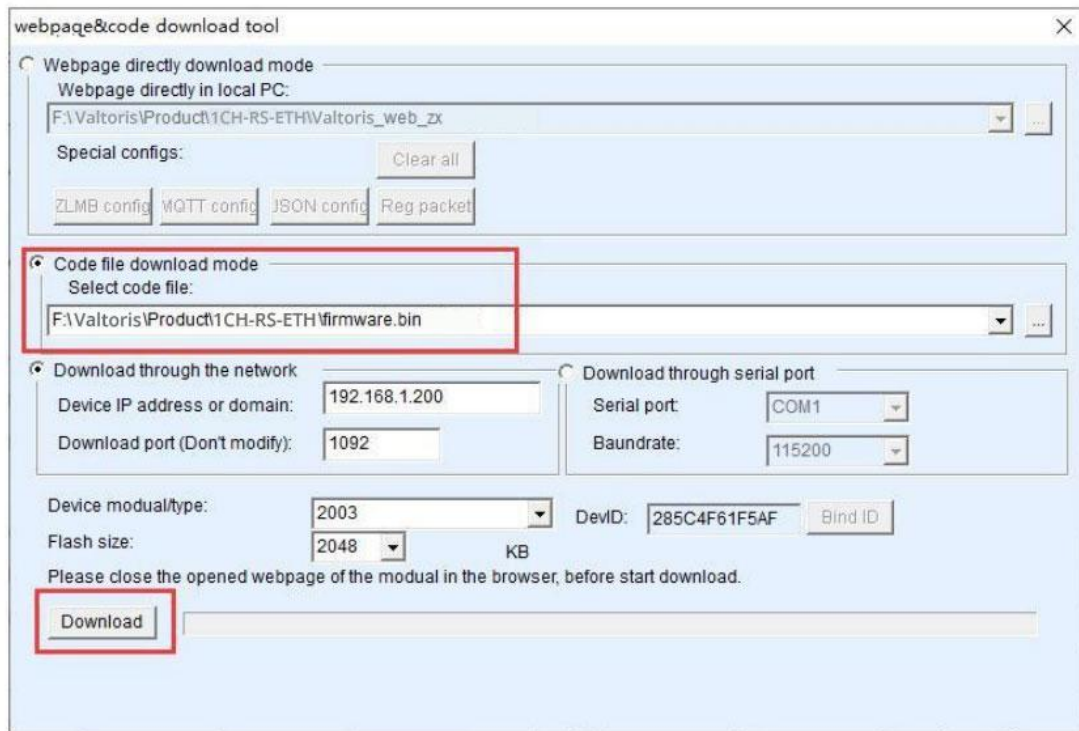 webpage&code download tool
Webpage directly download mode
Webpage directly in local PC:
F:\Valtoris\Product\1CH-RS-ETH\Valtoris_web_zx
...
Special configs:
Clear all
ZLMB config
MQTT config
JSON config
Reg packet
Code file download mode
Select code file:
F:\Valtoris\Product\1CH-RS-ETH\firmware.bin
...
Download through the network
Device IP address or domain:
192.168.1.200
Download port (Don't modify):
1092
Download through serial port
Serial port:
COM1
Baundrate:
115200
Device modual/type:
2003
DevID:
285C4F61F5AF
Bind ID
Flash size:
2048
KB
Please close the opened webpage of the modual in the browser, before start download.
Download